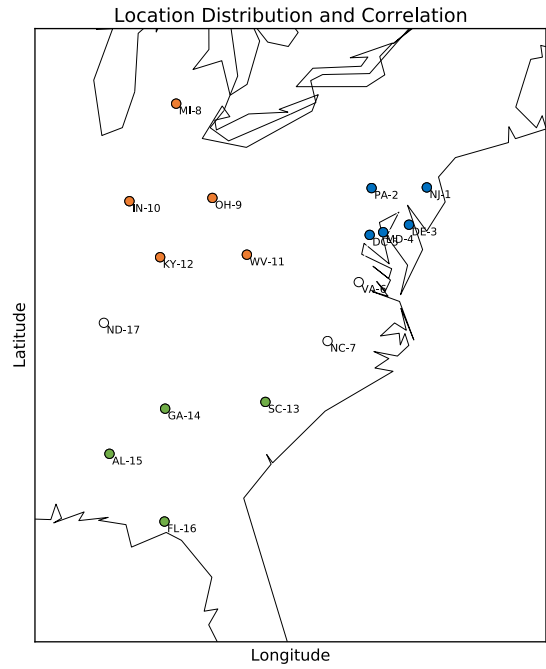 Location Distribution and Correlation
MI-8
PA-2
NJ-1
IN-10
OH-9
DE-3
MD-4
DC-5
KY-12
WV-11
VA-6
ND-17
NC-7
SC-13
GA-14
AL-15
FL-16
Latitude
Longitude